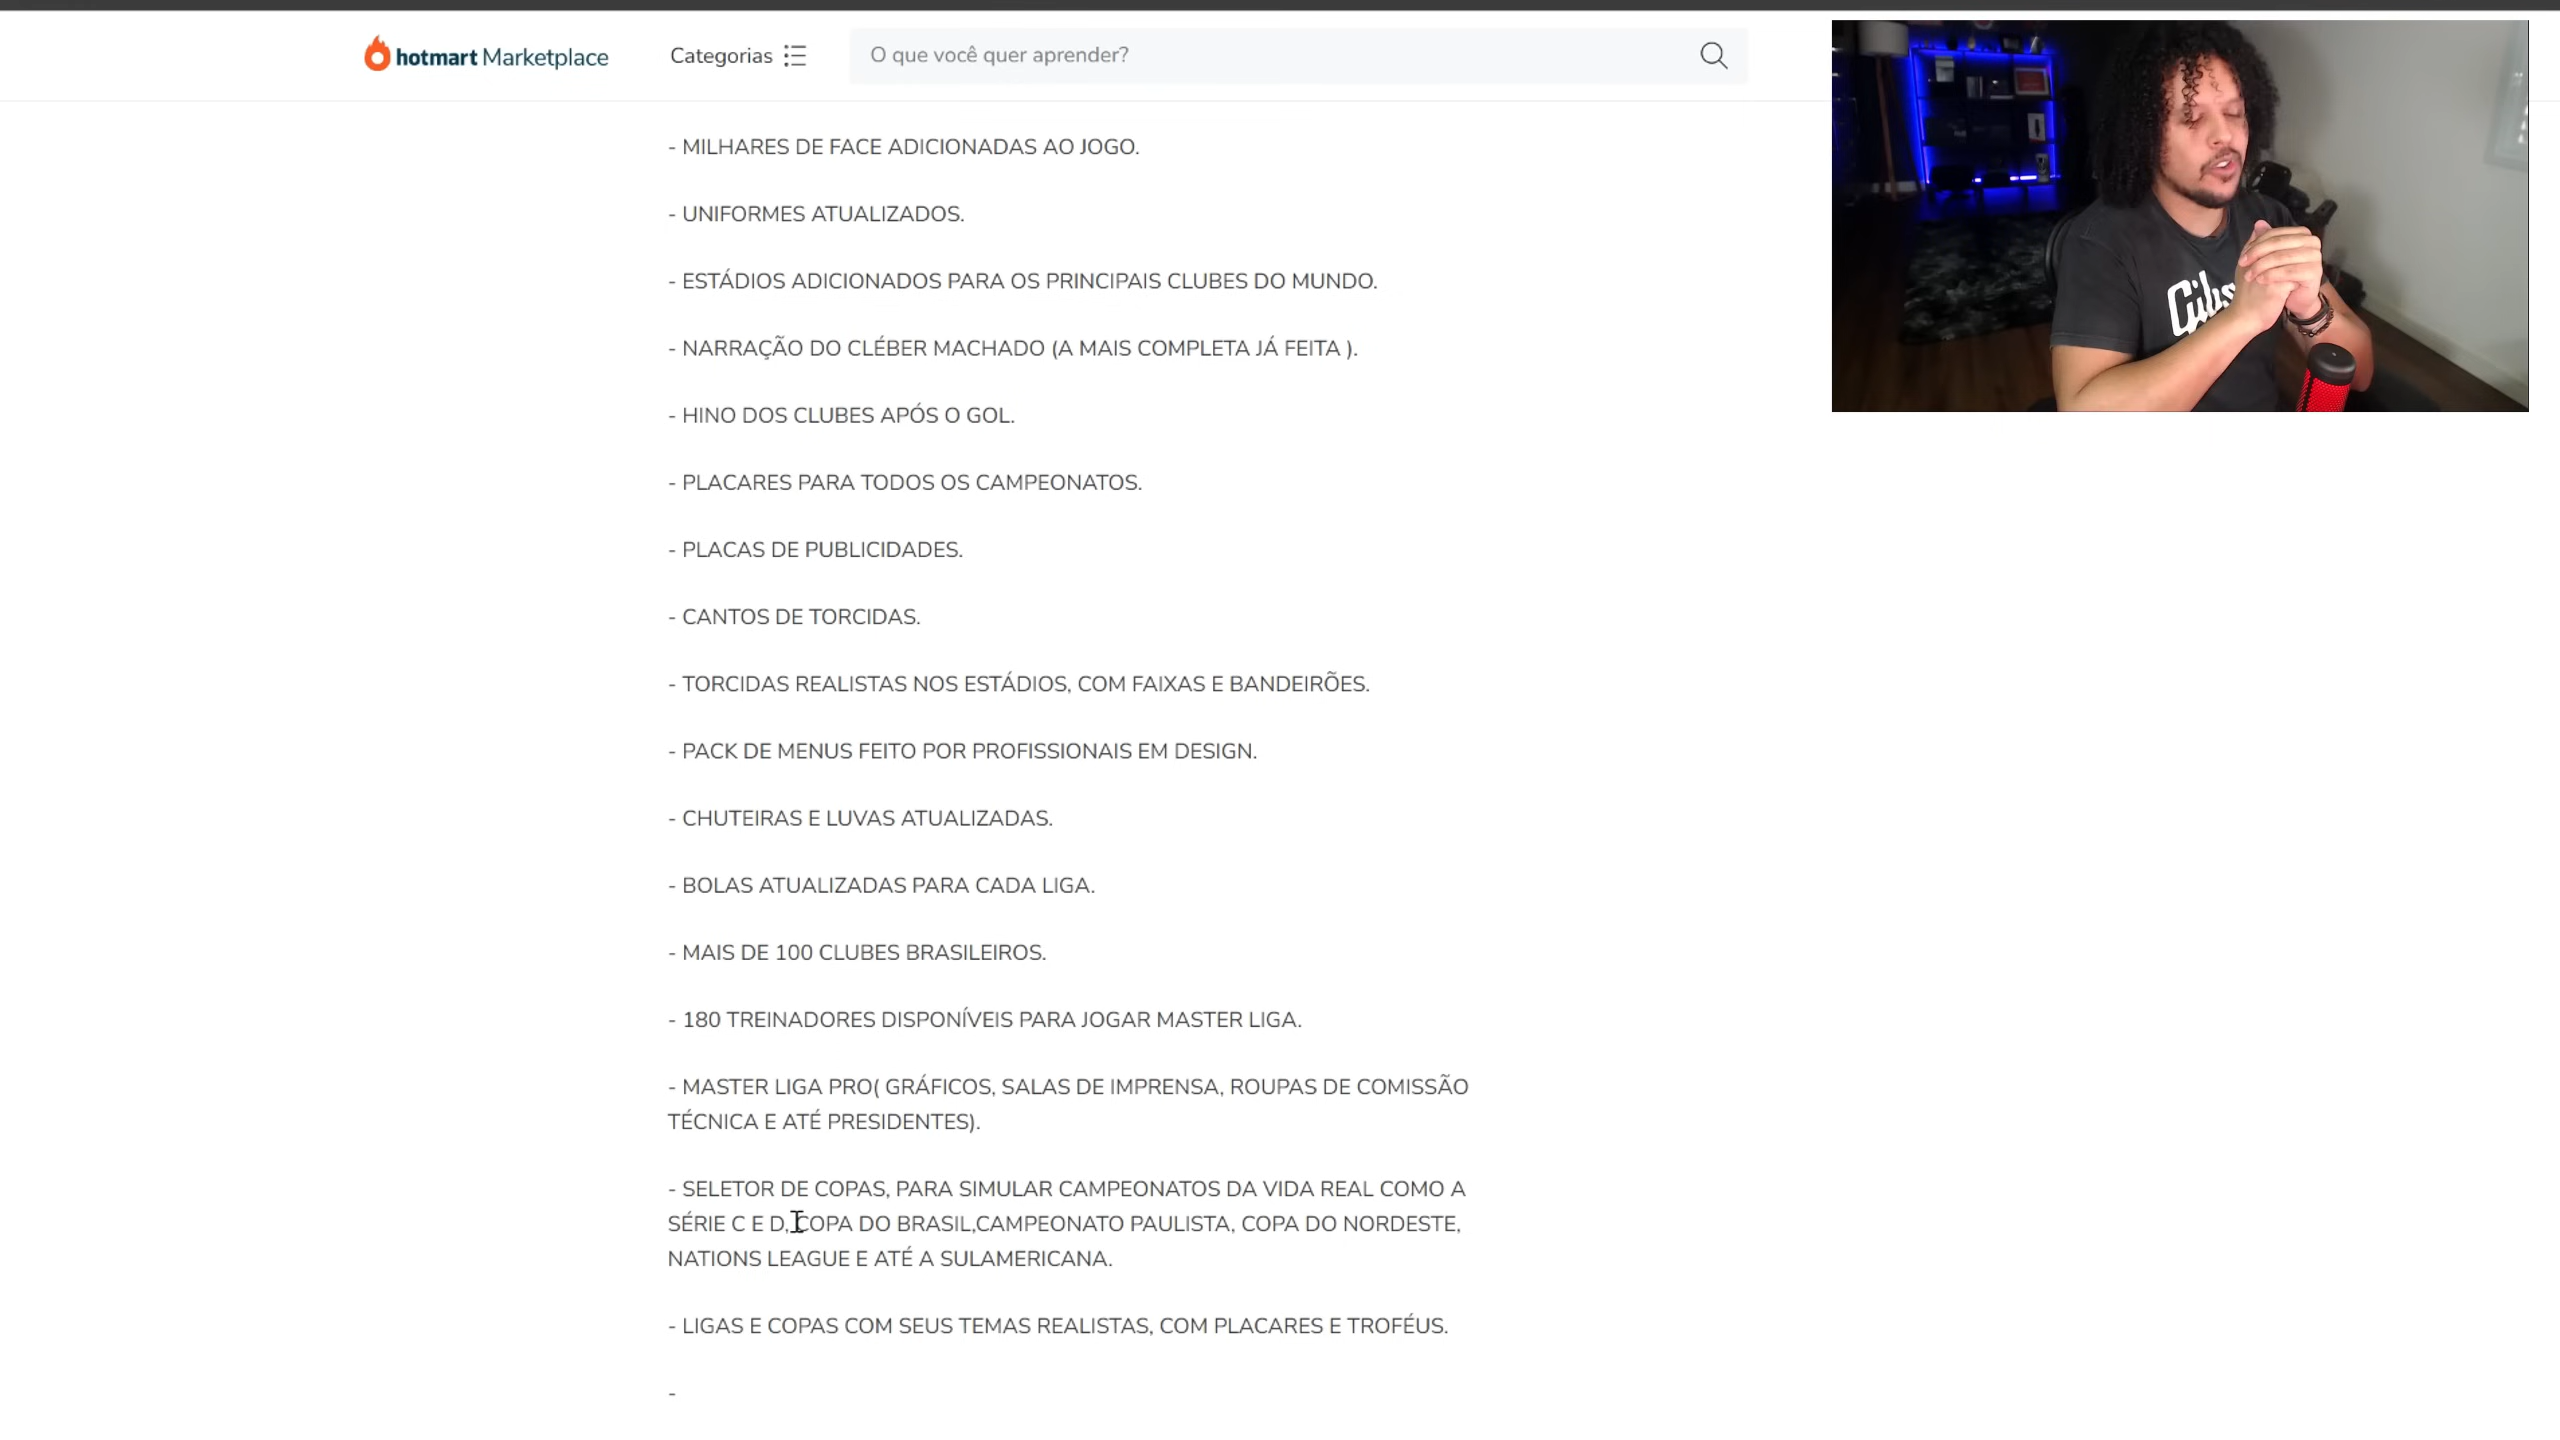 hotmart Marketplace
Categorias
O que você quer aprender?
- MILHARES DE FACE ADICIONADAS AO JOGO.
- UNIFORMES ATUALIZADOS.
- ESTÁDIOS ADICIONADOS PARA OS PRINCIPAIS CLUBES DO MUNDO.
- NARRAÇÃO DO CLÉBER MACHADO (A MAIS COMPLETA JÁ FEITA ).
- HINO DOS CLUBES APÓS O GOL.
- PLACARES PARA TODOS OS CAMPEONATOS.
- PLACAS DE PUBLICIDADES.
- CANTOS DE TORCIDAS.
- TORCIDAS REALISTAS NOS ESTÁDIOS, COM FAIXAS E BANDEIRÕES.
- PACK DE MENUS FEITO POR PROFISSIONAIS EM DESIGN.
- CHUTEIRAS E LUVAS ATUALIZADAS.
- BOLAS ATUALIZADAS PARA CADA LIGA.
- MAIS DE 100 CLUBES BRASILEIROS.
- 180 TREINADORES DISPONÍVEIS PARA JOGAR MASTER LIGA.
- MASTER LIGA PRO( GRÁFICOS, SALAS DE IMPRENSA, ROUPAS DE COMISSÃO
TÉCNICA E ATÉ PRESIDENTES).
- SELETOR DE COPAS, PARA SIMULAR CAMPEONATOS DA VIDA REAL COMO A
SÉRIE C E D, COPA DO BRASIL,CAMPEONATO PAULISTA, COPA DO NORDESTE,
NATIONS LEAGUE E ATÉ A SULAMERICANA.
- LIGAS E COPAS COM SEUS TEMAS REALISTAS, COM PLACARES E TROFÉUS.
-